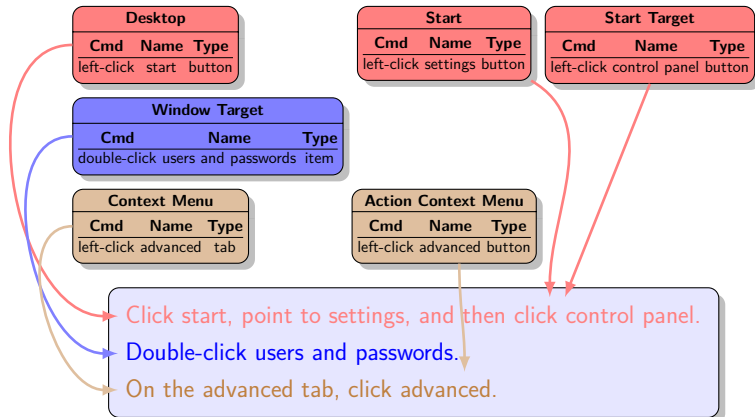 Desktop
Cmd Name Type
left-click start button
Start
Cmd Name Type
left-click settings button
Start Target
Cmd Name Type
left-click control panel button
Window Target
Cmd Name Type
double-click users and passwords item
Context Menu
Cmd Name Type
left-click advanced tab
Action Context Menu
Cmd Name Type
left-click advanced button
Click start, point to settings, and then click control panel.
Double-click users and passwords.
On the advanced tab, click advanced.